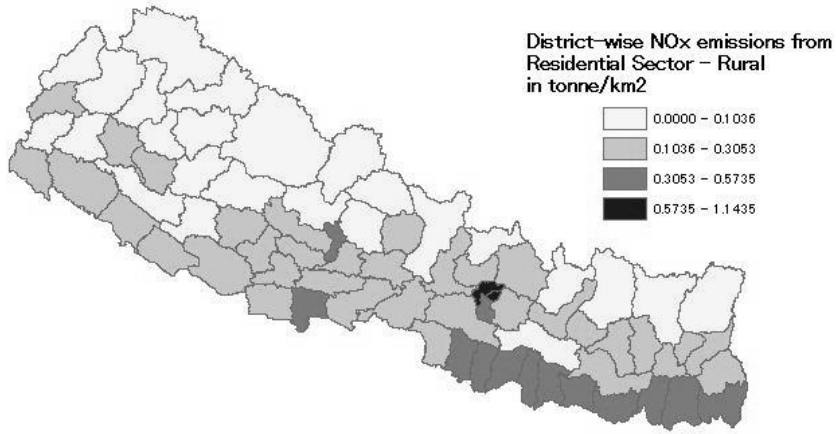 District-wise NOx emissions from
Residential Sector - Rural
in tonne/km2
0.0000 - 0.1036
0.1036 - 0.3053
0.3053 - 0.5735
0.5735 - 1.1435